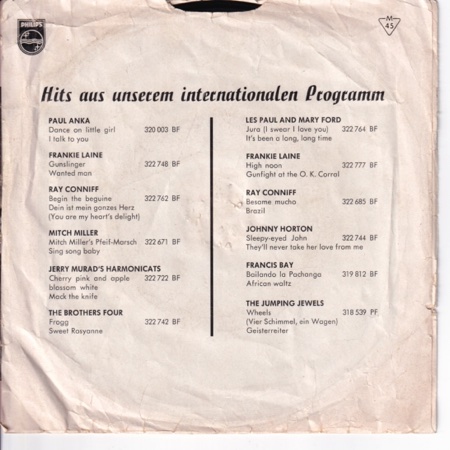 PHILIPS
M
45
Hits aus unserem internationalen Programm
PAUL ANKA
Dance on little girl 320 003 BF
I talk to you
FRANKIE LAINE
Gunslinger 322 748 BF
Wanted man
RAY CONNIFF
Begin the beguine 322 762 BF
Dein ist mein ganzes Herz
(You are my heart's delight)
MITCH MILLER
Mitch Miller's Pfeif-Marsch 322 671 BF
Sing song baby
JERRY MURAD'S HARMONICATS
Cherry pink and apple 322 722 BF
blossom white
Mack the knife
THE BROTHERS FOUR
Frogg 322 742 BF
Sweet Rosyanne
LES PAUL AND MARY FORD
Jura (I swear I love you) 322 764 BF
It's been a long, long time
FRANKIE LAINE
High noon 322 777 BF
Gunfight at the O. K. Corral
RAY CONNIFF
Besame mucho 322 685 BF
Brazil
JOHNNY HORTON
Sleepy-eyed John 322 744 BF
They'll never take her love from me
FRANCIS BAY
Bailando la Pachanga 319 812 BF
African waltz
THE JUMPING JEWELS
Wheels 318 539 PF
(Vier Schimmel, ein Wagen)
Geisterreiter